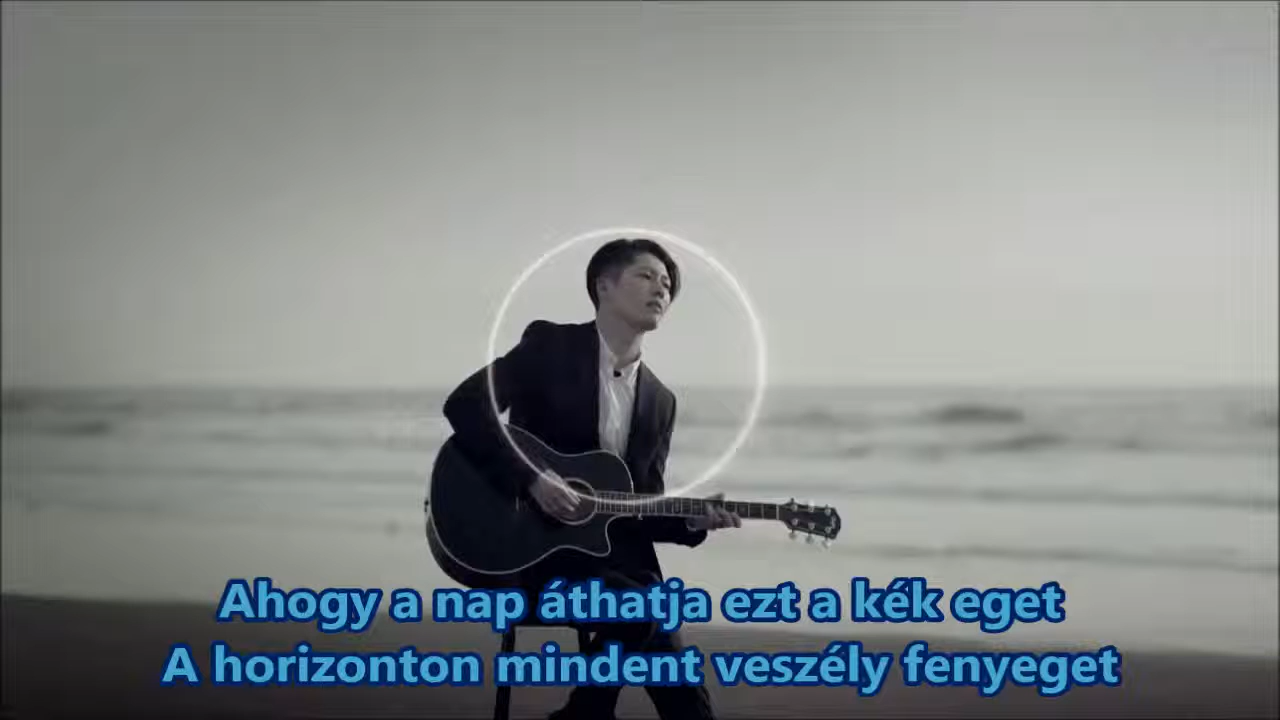 Ahogy a nap áthatja ezt a kék eget
A horizonton mindent veszély fenyeget